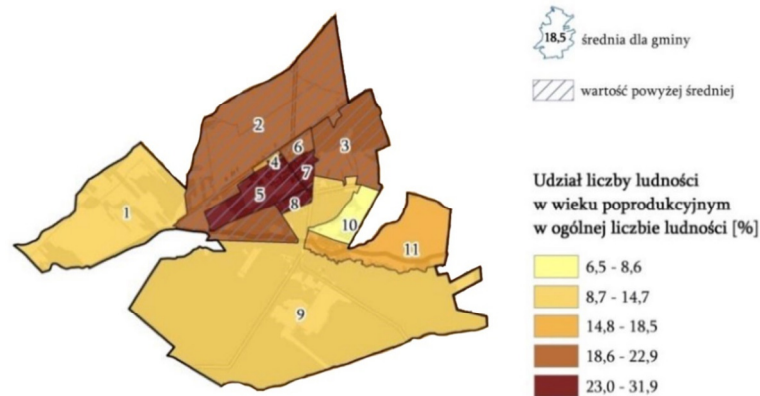 18,5 średnia dla gminy
wartość powyżej średniej
Udział liczby ludności
w wieku poprodukcyjnym
w ogólnej liczbie ludności [%]
6,5 - 8,6
8,7 - 14,7
14,8 - 18,5
18,6 - 22,9
23,0 - 31,9
2
6
3
4
7
5
1
8
10
11
9